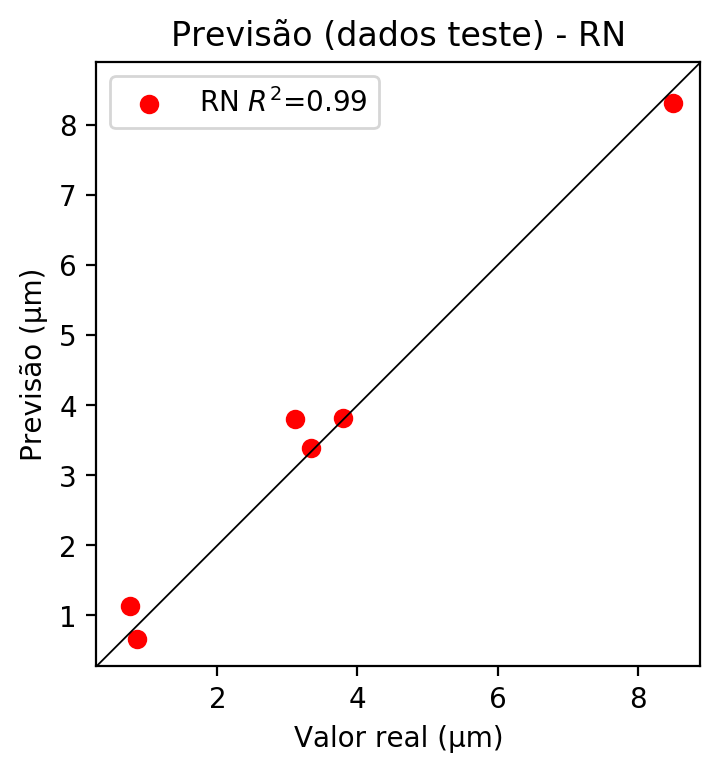 Previsão (dados teste) - RN
RN R²=0.99
8
7
6
5
4
3
2
1
Previsão (μm)
2 4 6 8
Valor real (μm)